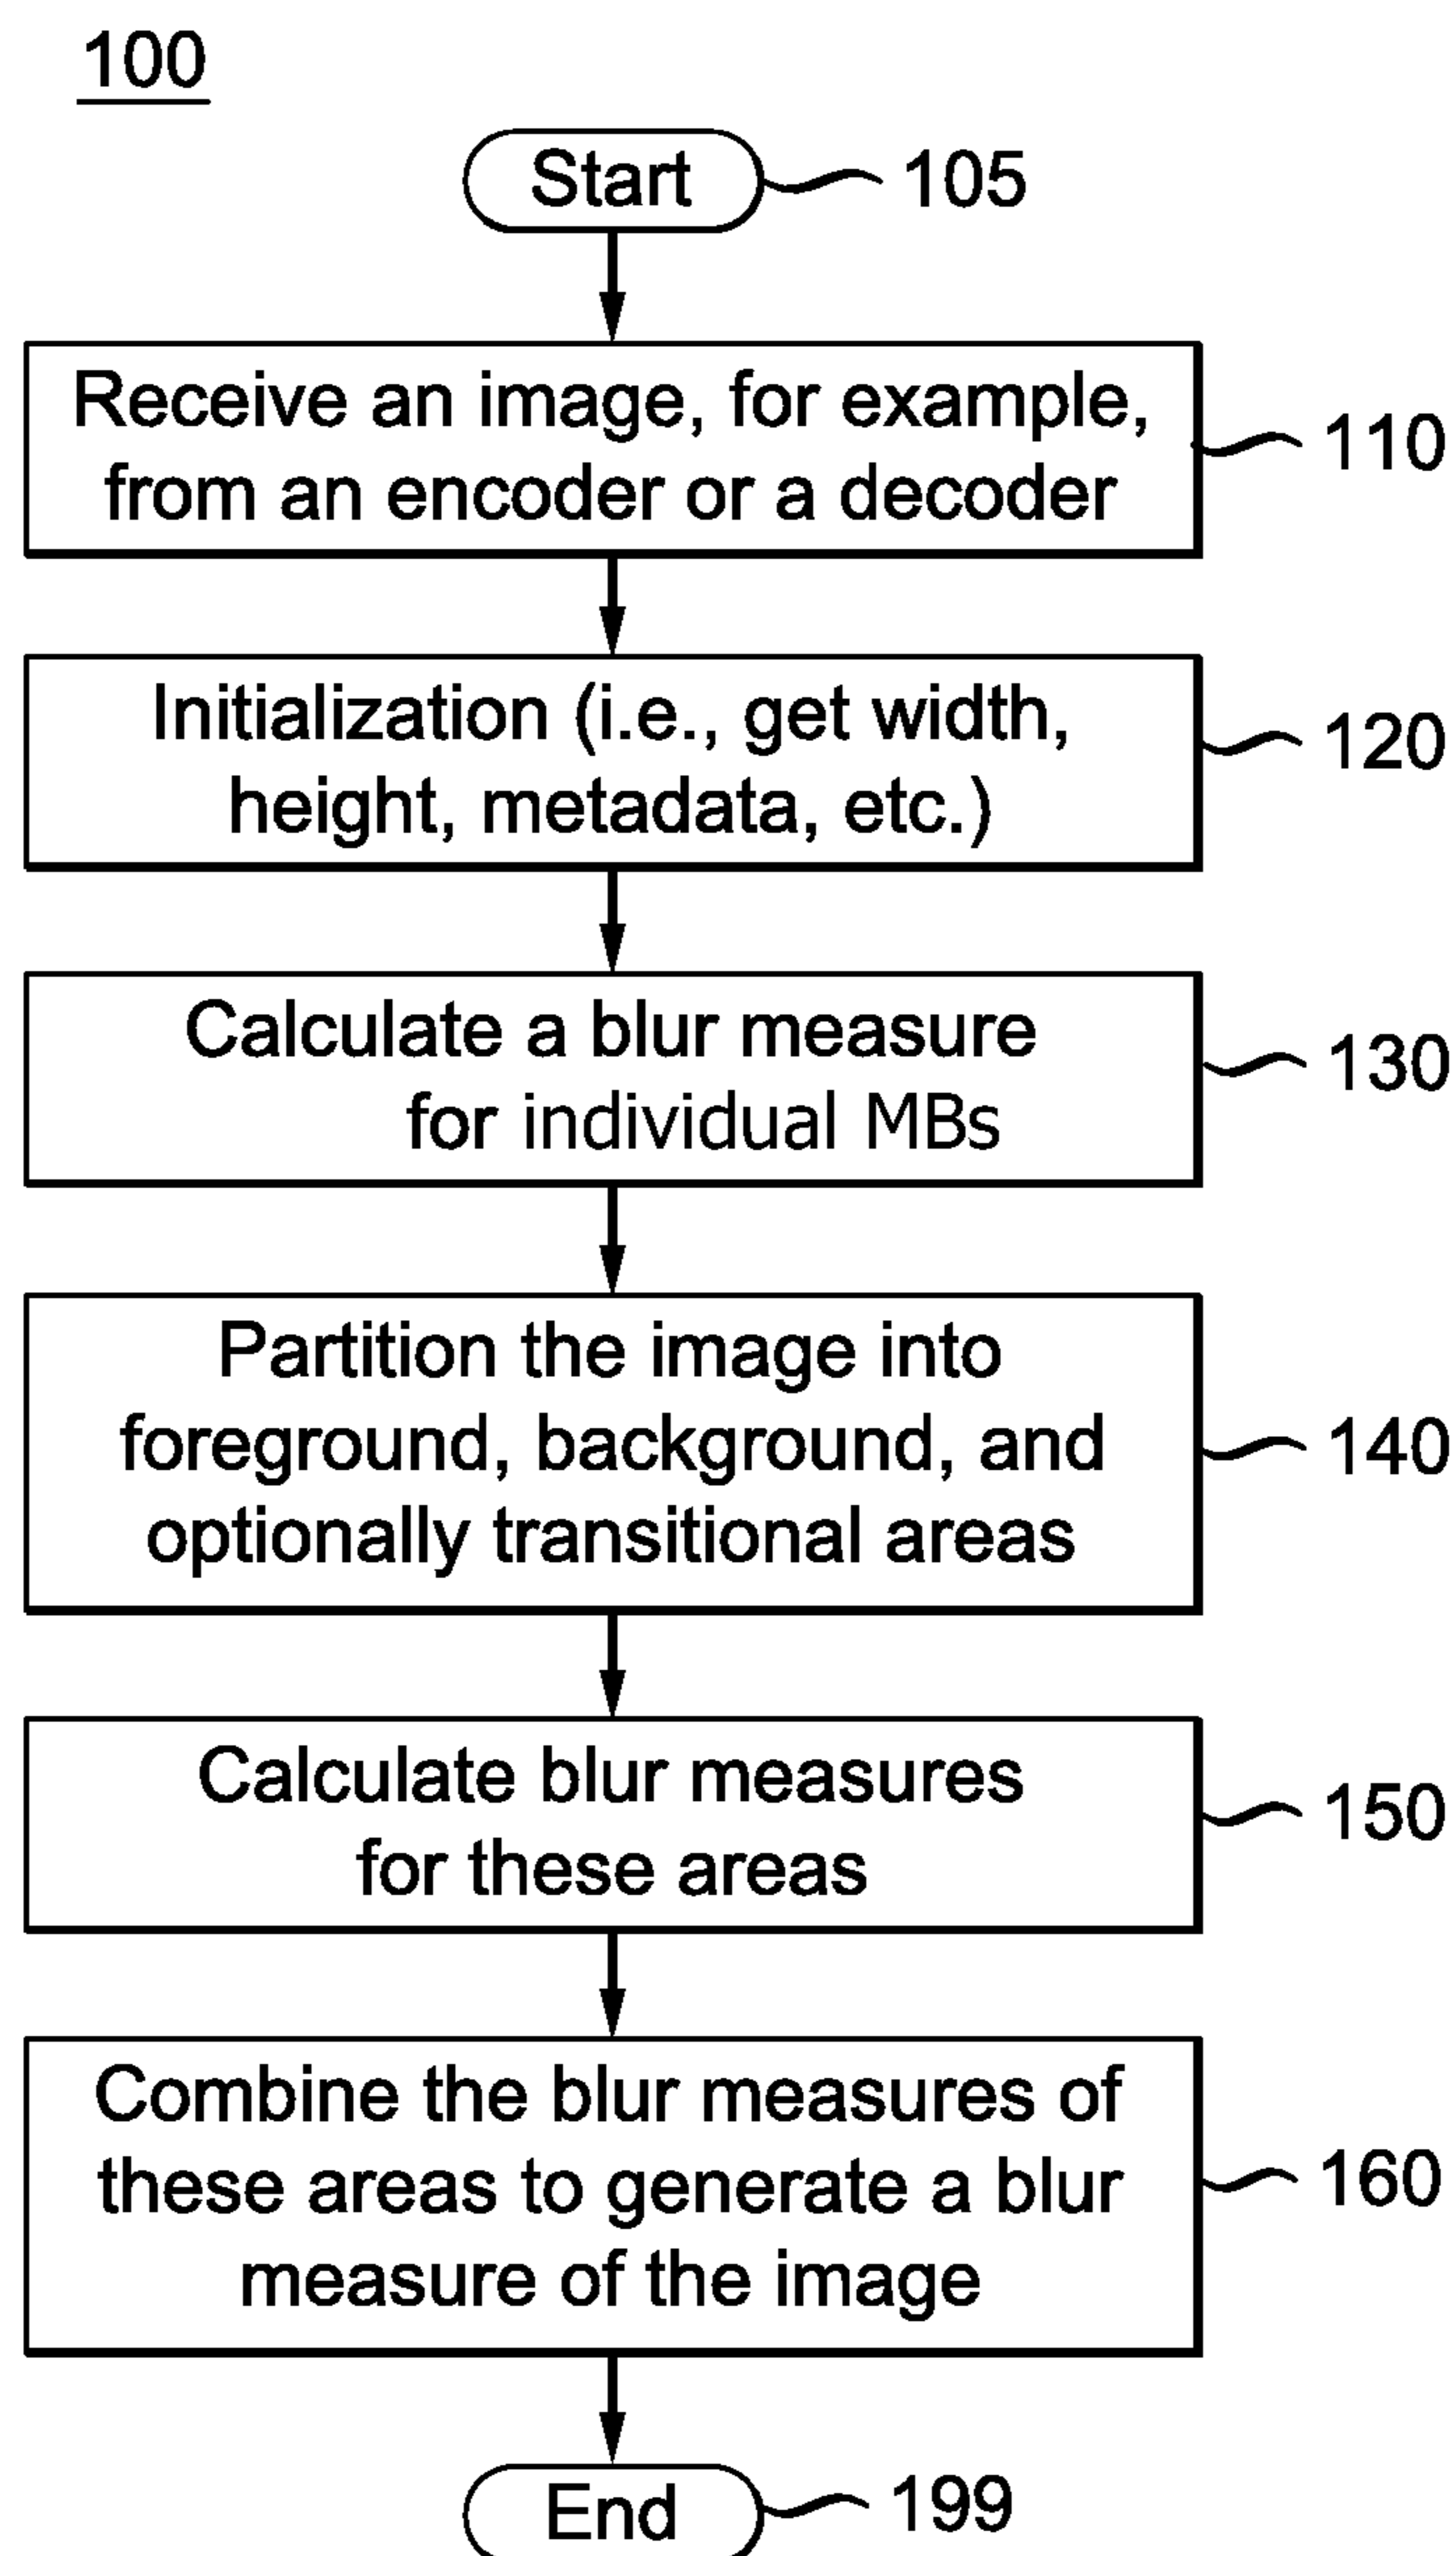 100
Start
105
Receive an image, for example,
from an encoder or a decoder
110
Initialization (i.e., get width,
height, metadata, etc.)
120
Calculate a blur measure
for individual MBs
130
Partition the image into
foreground, background, and
optionally transitional areas
140
Calculate blur measures
for these areas
150
Combine the blur measures of
these areas to generate a blur
measure of the image
160
End
199